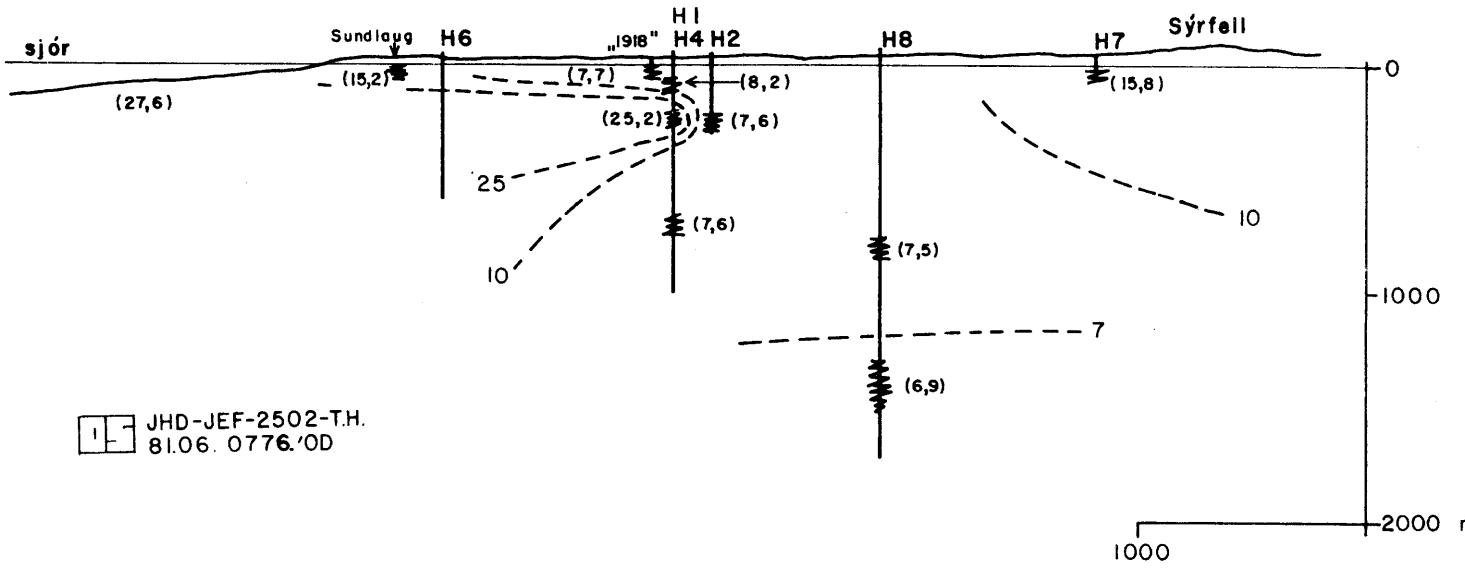 sjór
Sundlaug
H6
„1918"
H1
H4
H2
H8
H7
Sýrfell
0
(27,6)
(15,2)
(7,7)
(8,2)
(15,8)
(25,2)
(7,6)
25
10
(7,6)
(7,5)
10
1000
7
(6,9)
JHD-JEF-2502-T.H.
81.06. 0776.'OD
2000
1000